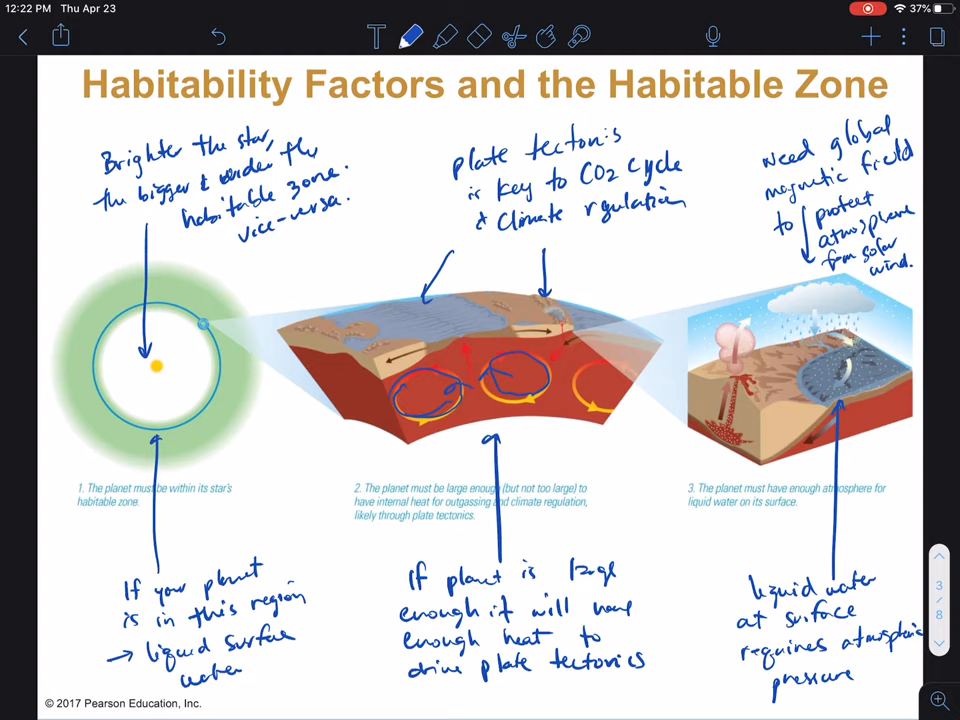 12:22 PM Thu Apr 23
37%
Habitability Factors and the Habitable Zone
Brighter the star,
the bigger & wider the
habitable zone.
vice-versa.
plate tectonis
is key to CO2 cycle
& Climate regulation
Need global
magnetic field
to protect
atmosphere
from solar
wind.
1. The planet must be within its star's
habitable zone.
2. The planet must be large enough (but not too large) to
have internal heat for outgassing and climate regulation,
likely through plate tectonics.
3. The planet must have enough atmosphere for
liquid water on its surface.
If your planet
is in this region
→ liquid surface
water
If planet is large
enough it will have
enough heat to
drive plate tectonics
liquid water
at surface
requires atmospheric
pressure
3
/
8
© 2017 Pearson Education, Inc.